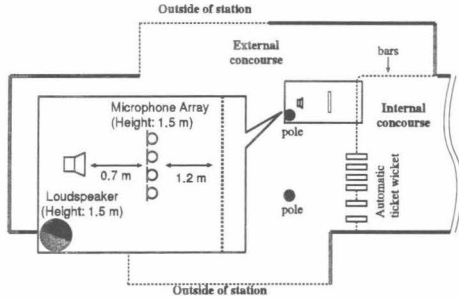 Outside of station
External
concourse
bars
Microphone Array
(Height: 1.5 m)
Internal
concourse
pole
0.7 m
1.2 m
Loudspeaker
(Height: 1.5 m)
pole
Automatic
ticket wicket
Outside of station